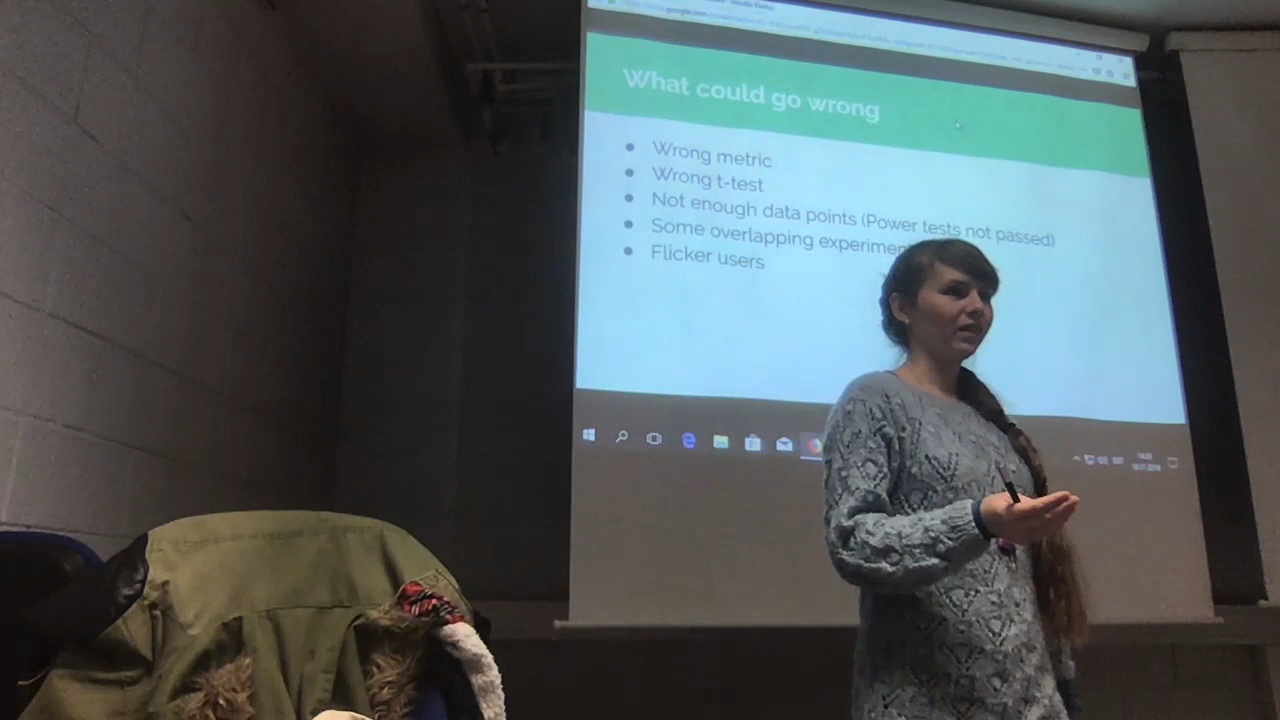 What could go wrong
Wrong metric
Wrong t-test
Not enough data points (Power tests not passed)
Some overlapping
Flicker users